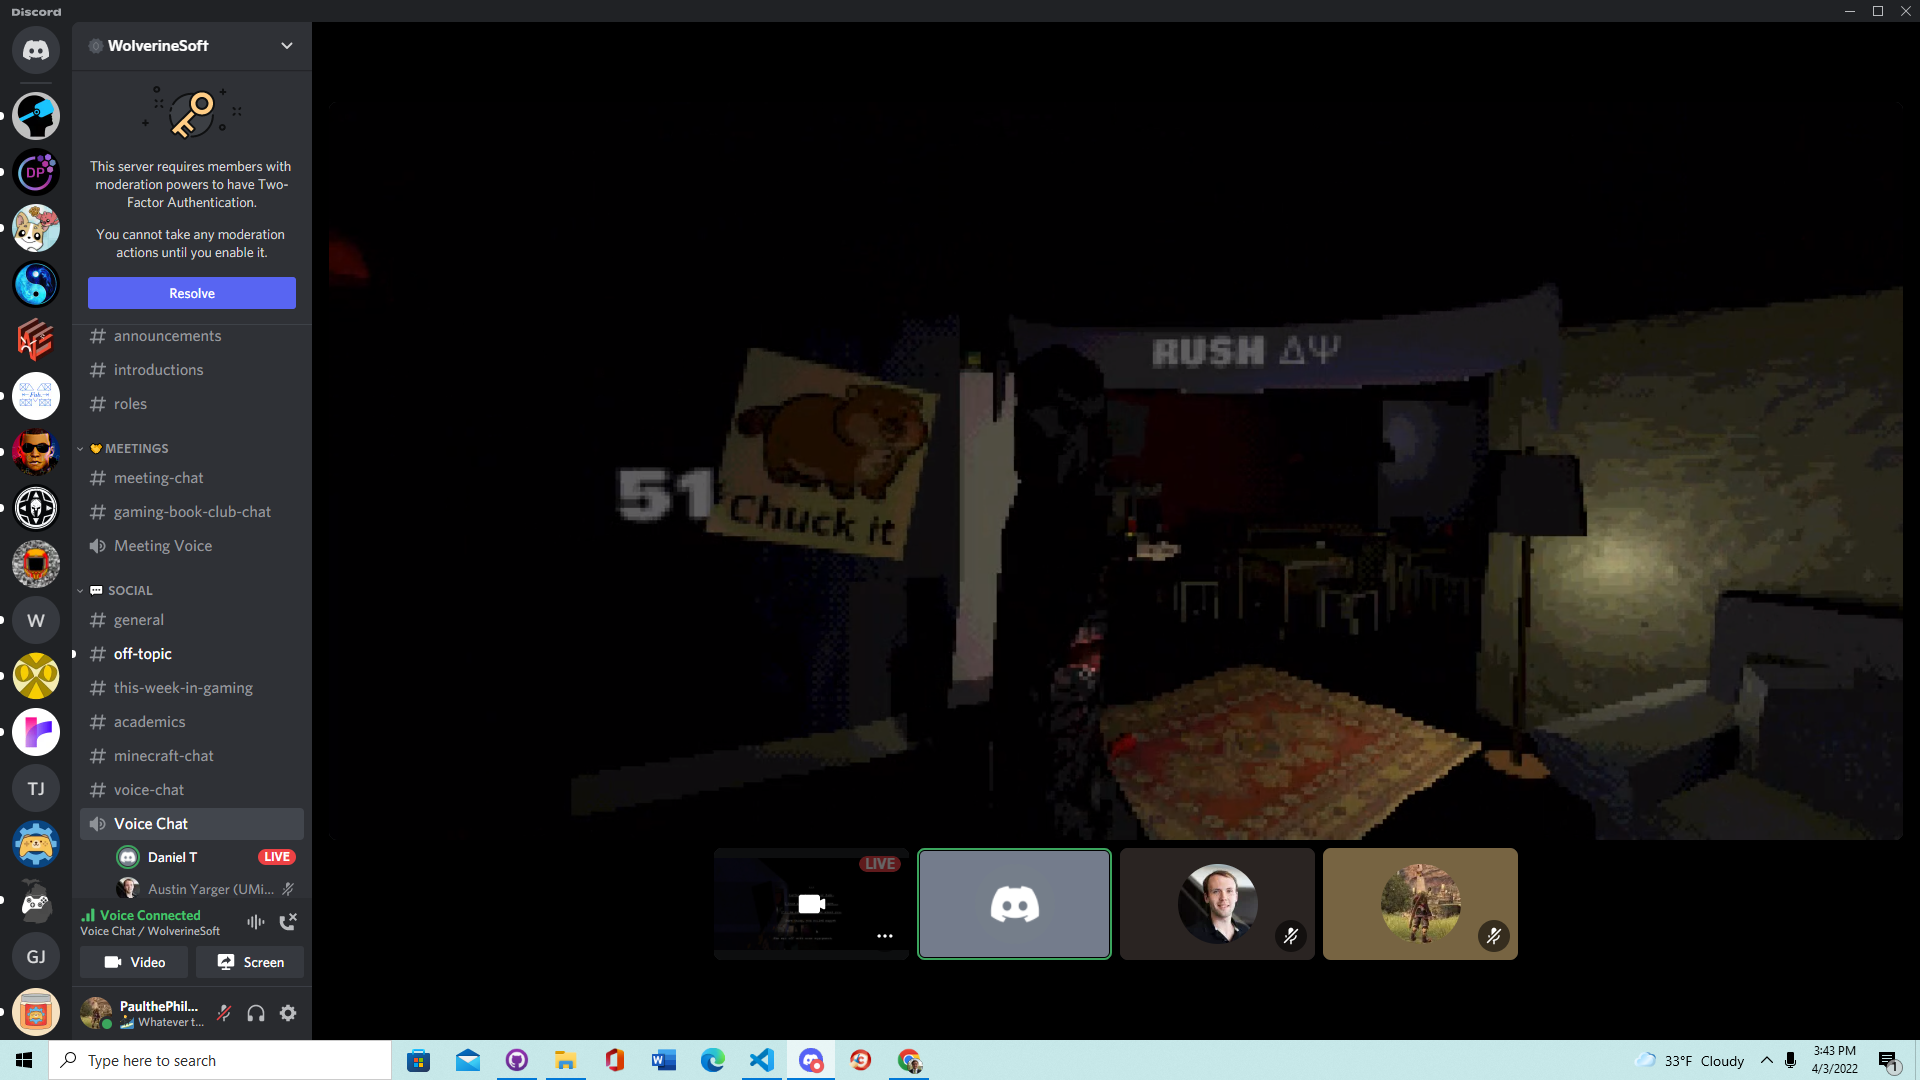 Discord
WolverineSoft
This server requires members with
moderation powers to have Two-
Factor Authentication.
You cannot take any moderation
actions until you enable it.
Resolve
announcements
introductions
roles
MEETINGS
meeting-chat
gaming-book-club-chat
Meeting Voice
SOCIAL
general
off-topic
this-week-in-gaming
academics
minecraft-chat
voice-chat
Voice Chat
Daniel T
LIVE
Austin Yarger (UMi...
Voice Connected
Voice Chat / WolverineSoft
Video
Screen
PaulthePhil...
Whatever t...
DP
W
TJ
GJ
RUSH ΔΨ
51
Chuck it
LIVE
Type here to search
33°F Cloudy
3:43 PM
4/3/2022
1